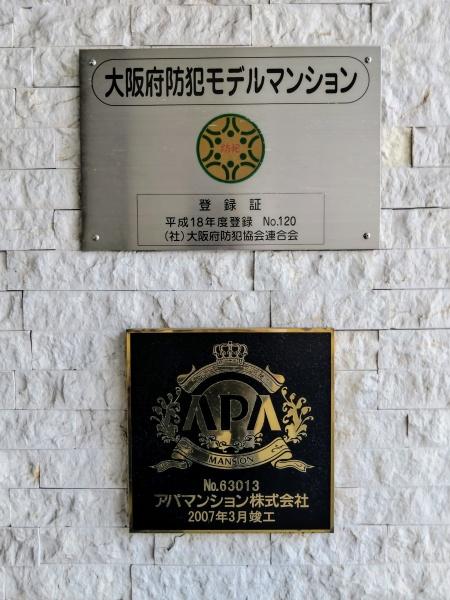 大阪府防犯モデルマンション
防犯
登録証
平成18年度登録 No.120
(社)大阪府防犯協会連合会
APA
MANSION
No.63013
アパマンション株式会社
2007年3月竣工